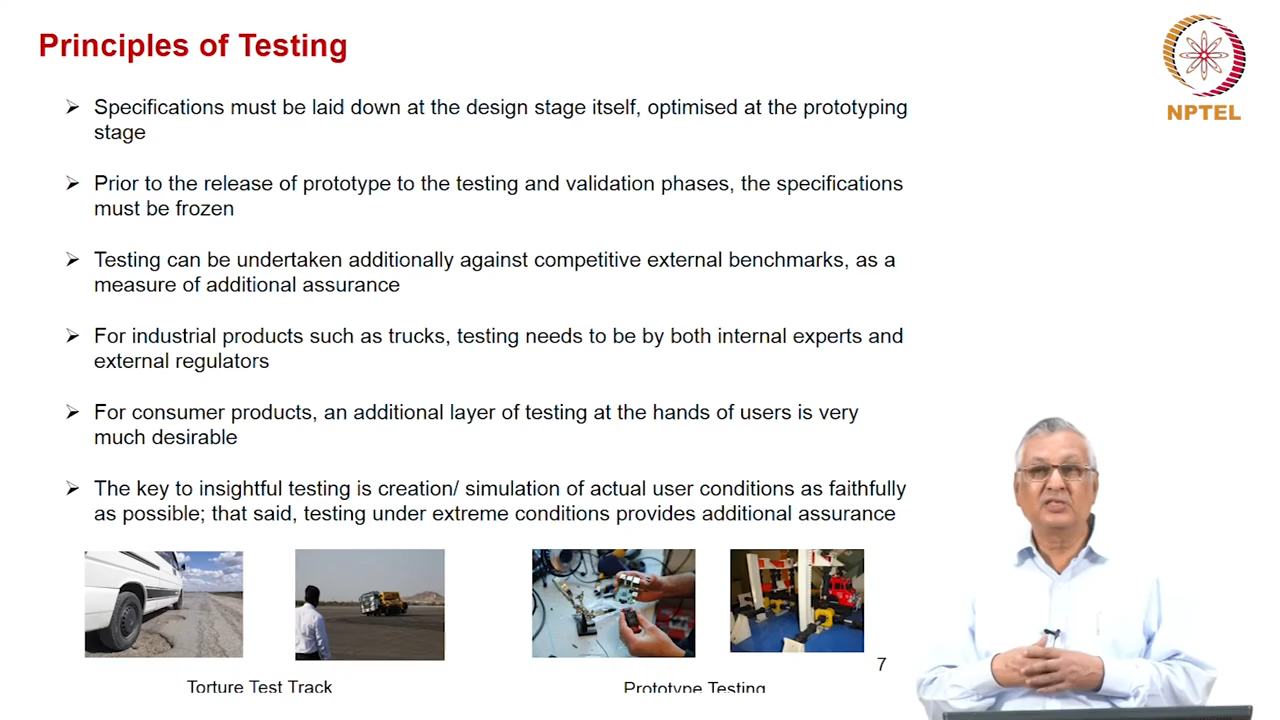 Principles of Testing
NPTEL
➢ Specifications must be laid down at the design stage itself, optimised at the prototyping
stage
➢ Prior to the release of prototype to the testing and validation phases, the specifications
must be frozen
➢ Testing can be undertaken additionally against competitive external benchmarks, as a
measure of additional assurance
➢ For industrial products such as trucks, testing needs to be by both internal experts and
external regulators
➢ For consumer products, an additional layer of testing at the hands of users is very
much desirable
➢ The key to insightful testing is creation/ simulation of actual user conditions as faithfully
as possible; that said, testing under extreme conditions provides additional assurance
7
Torture Test Track
Prototype Testing